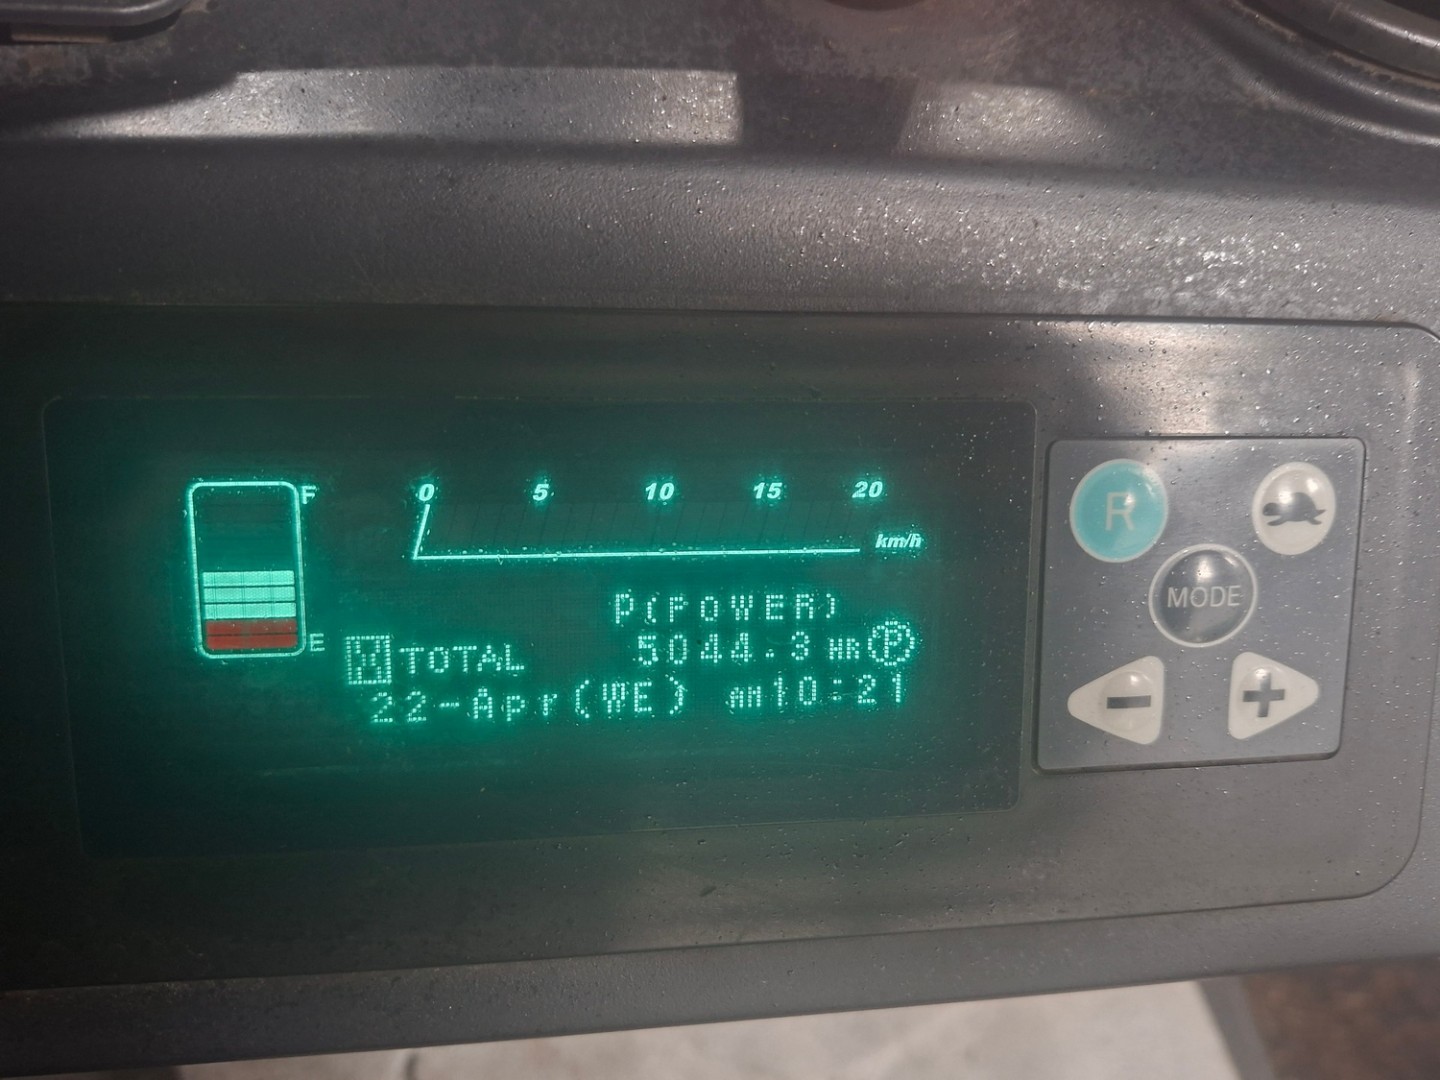 F
0 5 10 15 20
km/h
E
P(POWER)
TOTAL 5044.3 HR P
22-Apr(WE) am10:21
R
MODE
- +